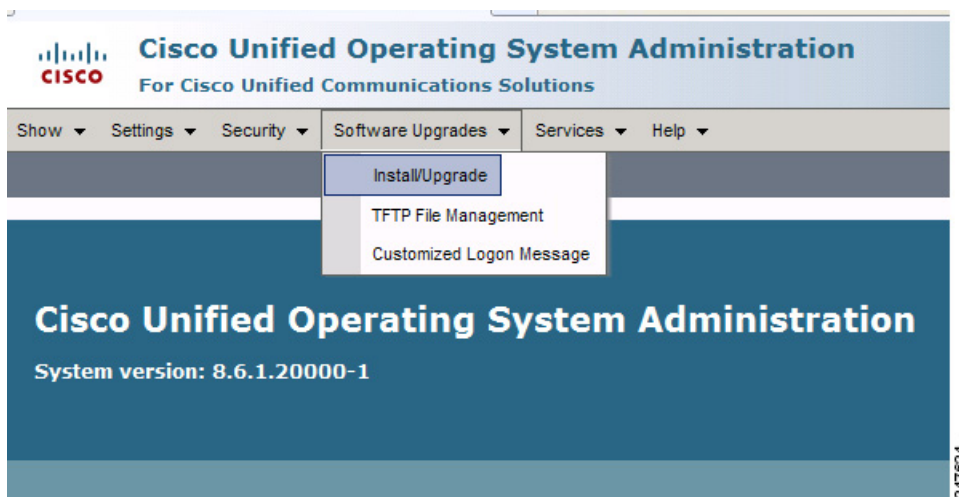 Cisco Unified Operating System Administration
CISCO
For Cisco Unified Communications Solutions
Show Settings Security Software Upgrades Services Help
Install/Upgrade
TFTP File Management
Customized Logon Message
Cisco Unified Operating System Administration
System version: 8.6.1.20000-1